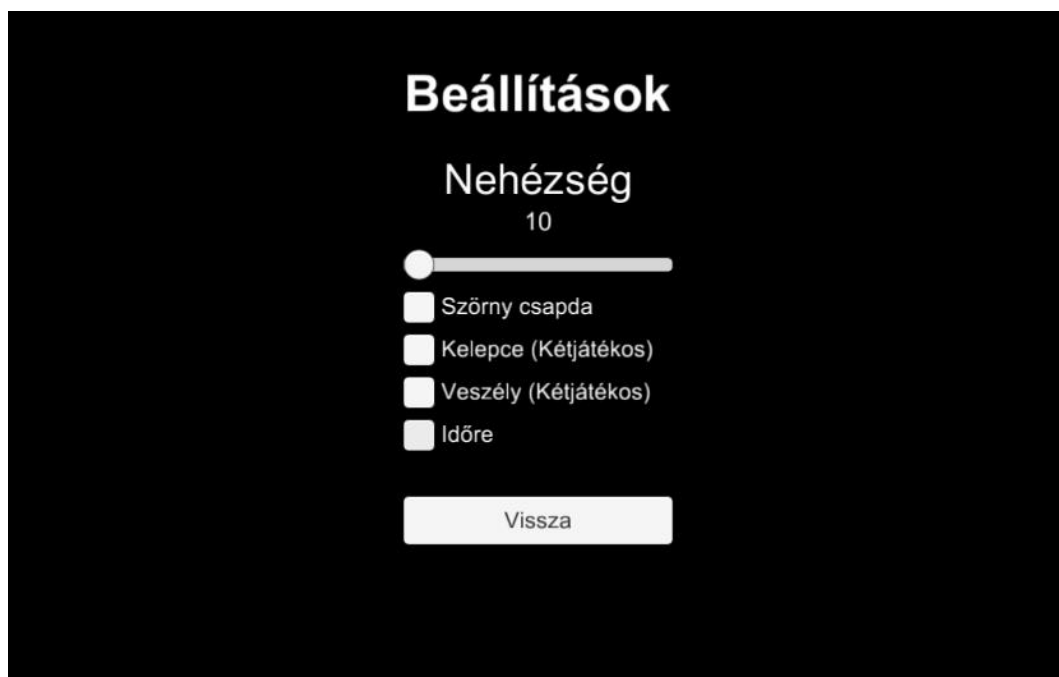 Beállítások
Nehézség
10
Szörny csapda
Kelepce (Kétjátékos)
Veszély (Kétjátékos)
Időre
Vissza